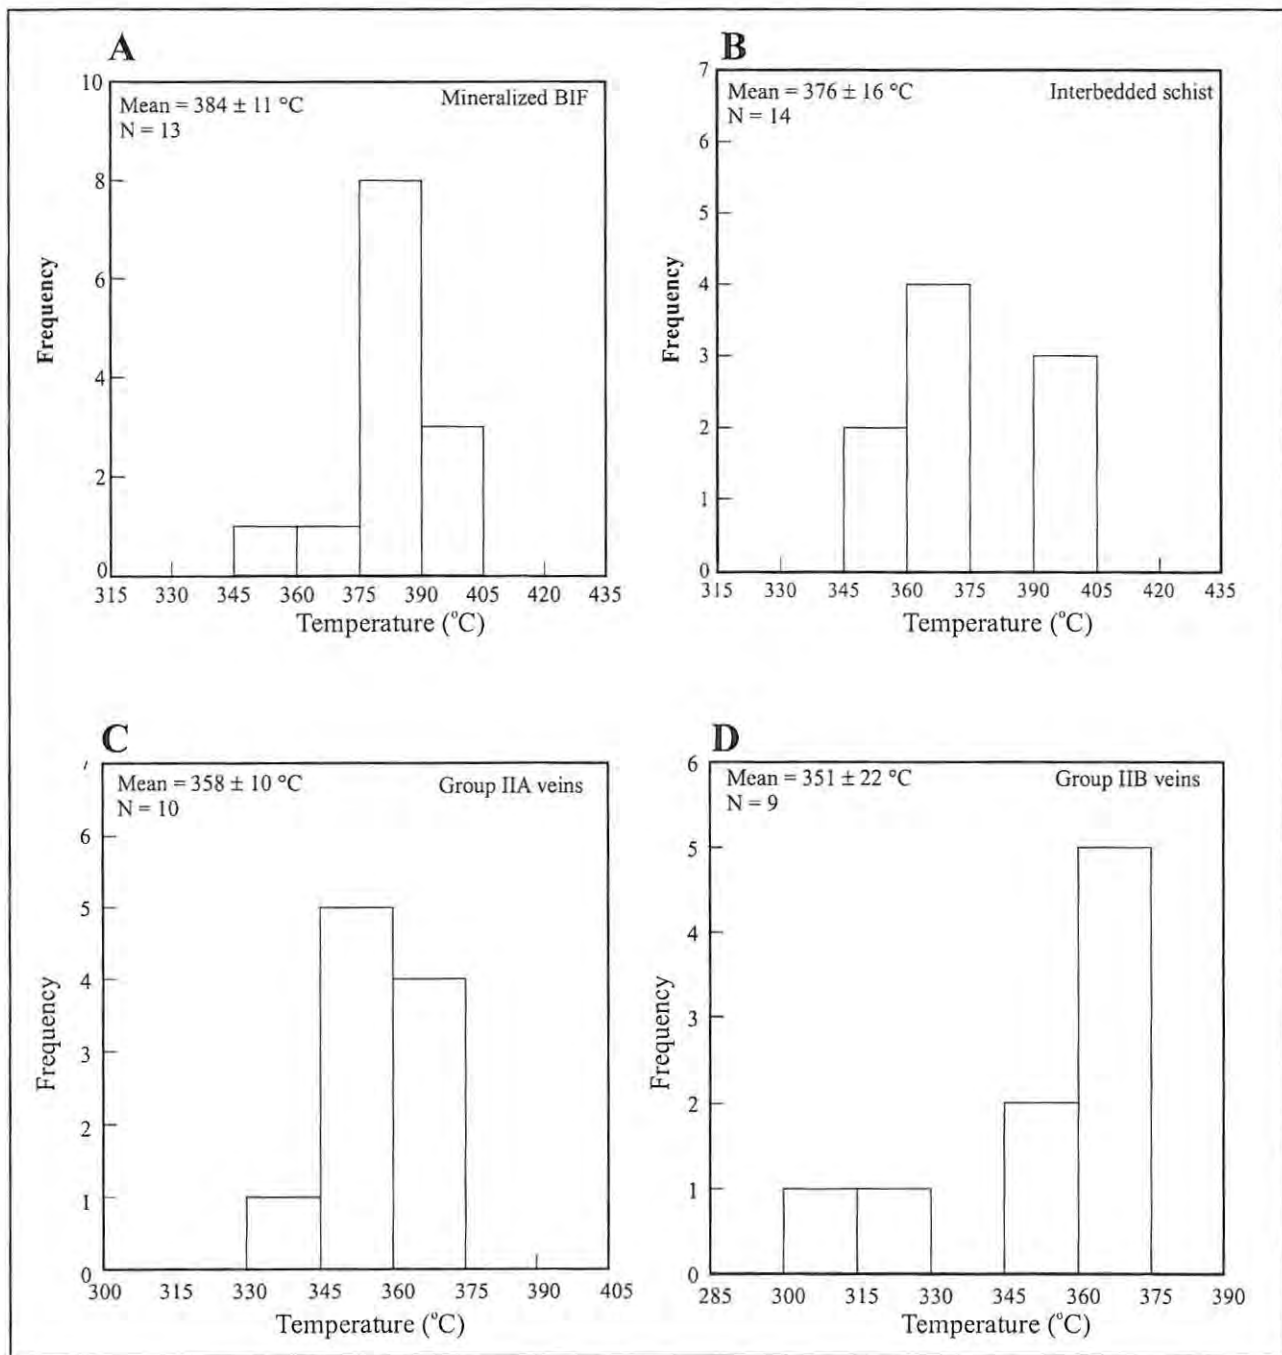 A
Mean = 384 ± 11 °C
Mineralized BIF
N = 13
10
8
6
4
2
0
Frequency
315 330 345 360 375 390 405 420 435
Temperature (°C)
B
Mean = 376 ± 16 °C
Interbedded schist
N = 14
7
6
5
4
3
2
1
0
Frequency
315 330 345 360 375 390 405 420 435
Temperature (°C)
C
Mean = 358 ± 10 °C
Group IIA veins
N = 10
6
5
4
3
2
1
0
Frequency
300 315 330 345 360 375 390 405
Temperature (°C)
D
Mean = 351 ± 22 °C
Group IIB veins
N = 9
6
5
4
3
2
1
0
Frequency
285 300 315 330 345 360 375 390
Temperature (°C)